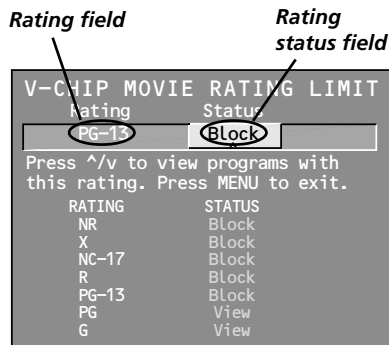 Rating field
Rating status field
V-CHIP MOVIE RATING LIMIT
Rating Status
PG-13 Block
Press ^/v to view programs with
this rating. Press MENU to exit.
RATING STATUS
NR Block
X Block
NC-17 Block
R Block
PG-13 Block
PG View
G View